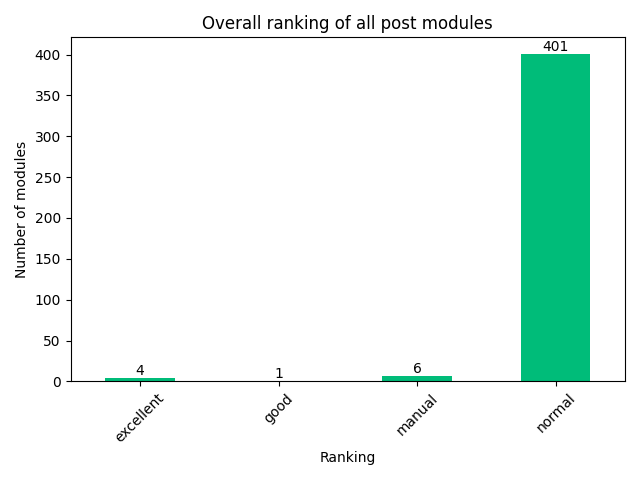 Overall ranking of all post modules
Number of modules
400
350
300
250
200
150
100
50
0
4
1
6
401
excellent
good
manual
normal
Ranking